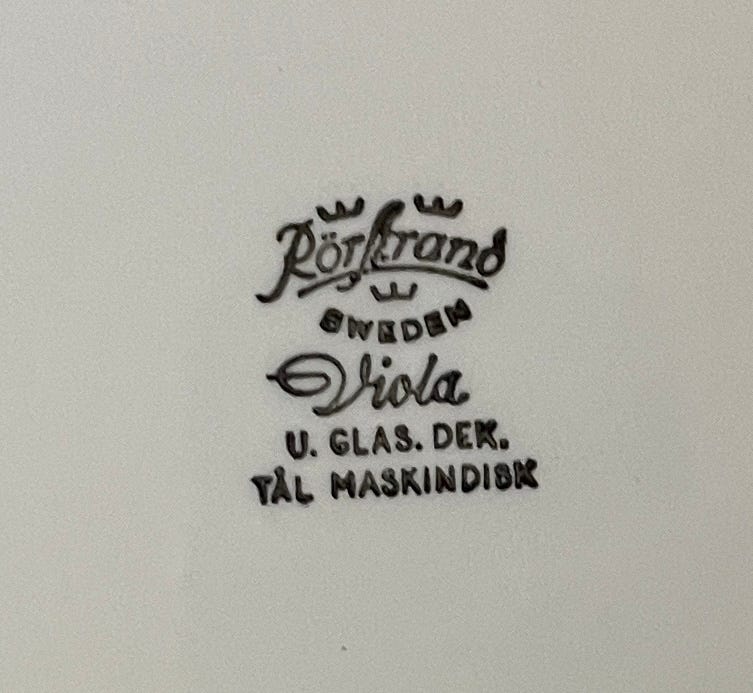 Rörstrand
SWEDEN
Viola
U. GLAS. DEK.
TÅL MASKINDISK